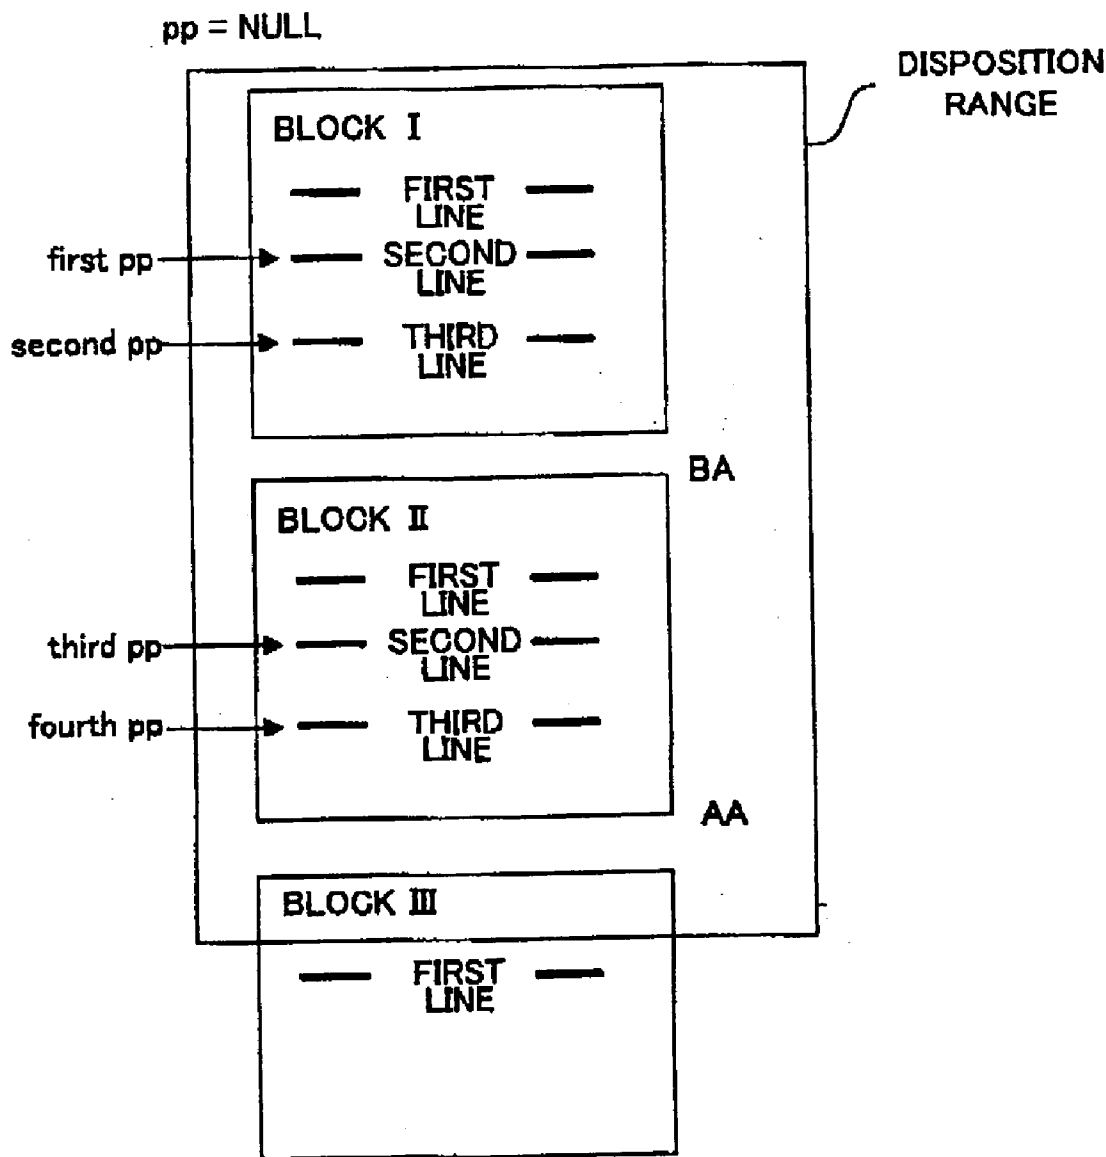 pp = NULL
DISPOSITION
RANGE
BLOCK I
FIRST
LINE
first pp
SECOND
LINE
second pp
THIRD
LINE
BA
BLOCK II
FIRST
LINE
third pp
SECOND
LINE
fourth pp
THIRD
LINE
AA
BLOCK III
FIRST
LINE